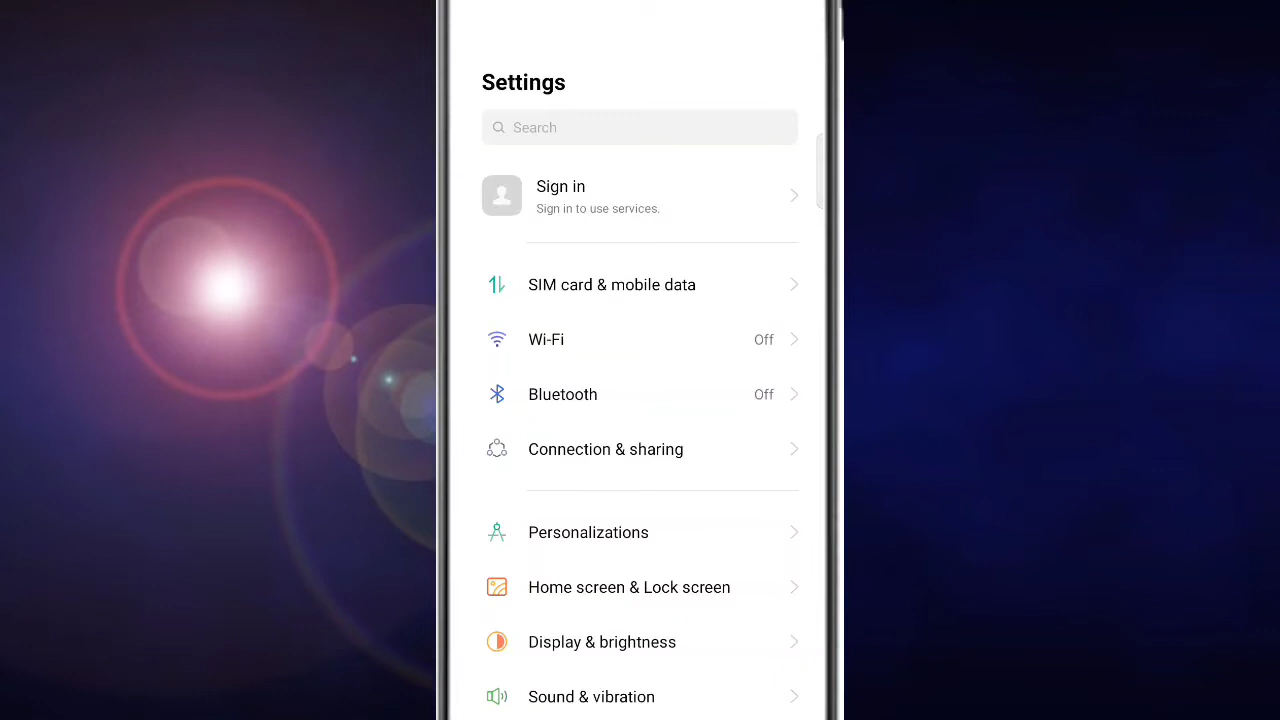 Settings
Search
Sign in
Sign in to use services.
SIM card & mobile data
Wi-Fi Off
Bluetooth Off
Connection & sharing
Personalizations
Home screen & Lock screen
Display & brightness
Sound & vibration